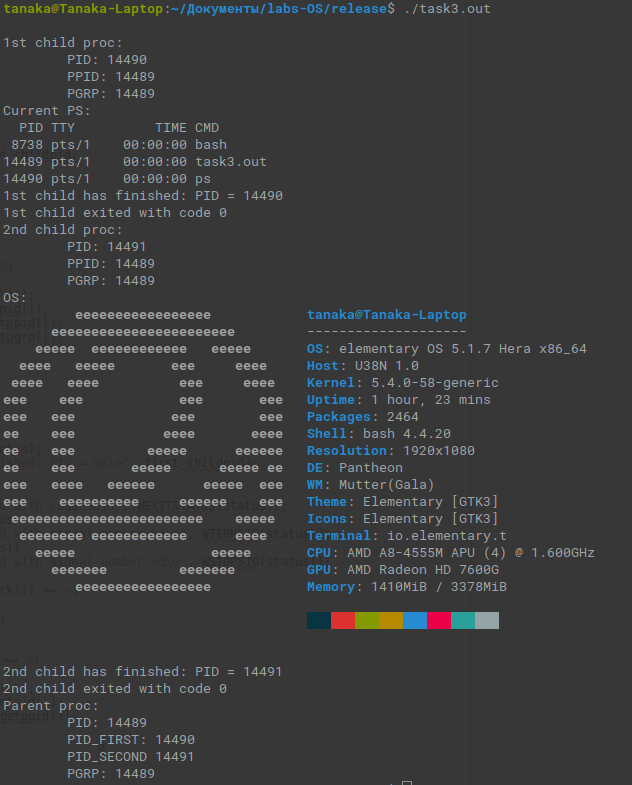 tanaka@Tanaka-Laptop:~/Документы/labs-OS/release$ ./task3.out
1st child proc:
PID: 14490
PPID: 14489
PGRP: 14489
Current PS:
PID TTY TIME CMD
8738 pts/1 00:00:00 bash
14489 pts/1 00:00:00 task3.out
14490 pts/1 00:00:00 ps
1st child has finished: PID = 14490
1st child exited with code 0
2nd child proc:
PID: 14491
PPID: 14489
PGRP: 14489
OS:
eeeeeeeeeeeeeeeee tanaka@Tanaka-Laptop
eeeeeeeeeeeeeeeeeeeeeee --------------------
eeeee eeeeeeeeeeee eeeee OS: elementary OS 5.1.7 Hera x86_64
eeee eeeee eee eeee Host: U38N 1.0
eeee eeee eee eeee Kernel: 5.4.0-58-generic
eee eee eee eee Uptime: 1 hour, 23 mins
eee eee eee eee Packages: 2464
ee eee eeee eeee Shell: bash 4.4.20
ee eee eeeee eeeeee Resolution: 1920x1080
ee eee eeeee eeeee ee DE: Pantheon
eee eeee eeeeee eeeee eee WM: Mutter(Gala)
eee eeeeeeeeee eeeeee eee Theme: Elementary [GTK3]
eeeeeeeeeeeeeeeeeeeeeeee eeeee Icons: Elementary [GTK3]
eeeeeeee eeeeeeeeeeee eeee Terminal: io.elementary.t
eeeee eeeee CPU: AMD A8-4555M APU (4) @ 1.600GHz
eeeeeee eeeeeee GPU: AMD Radeon HD 7600G
eeeeeeeeeeeeeeeee Memory: 1410MiB / 3378MiB
2nd child has finished: PID = 14491
2nd child exited with code 0
Parent proc:
PID: 14489
PID_FIRST: 14490
PID_SECOND 14491
PGRP: 14489